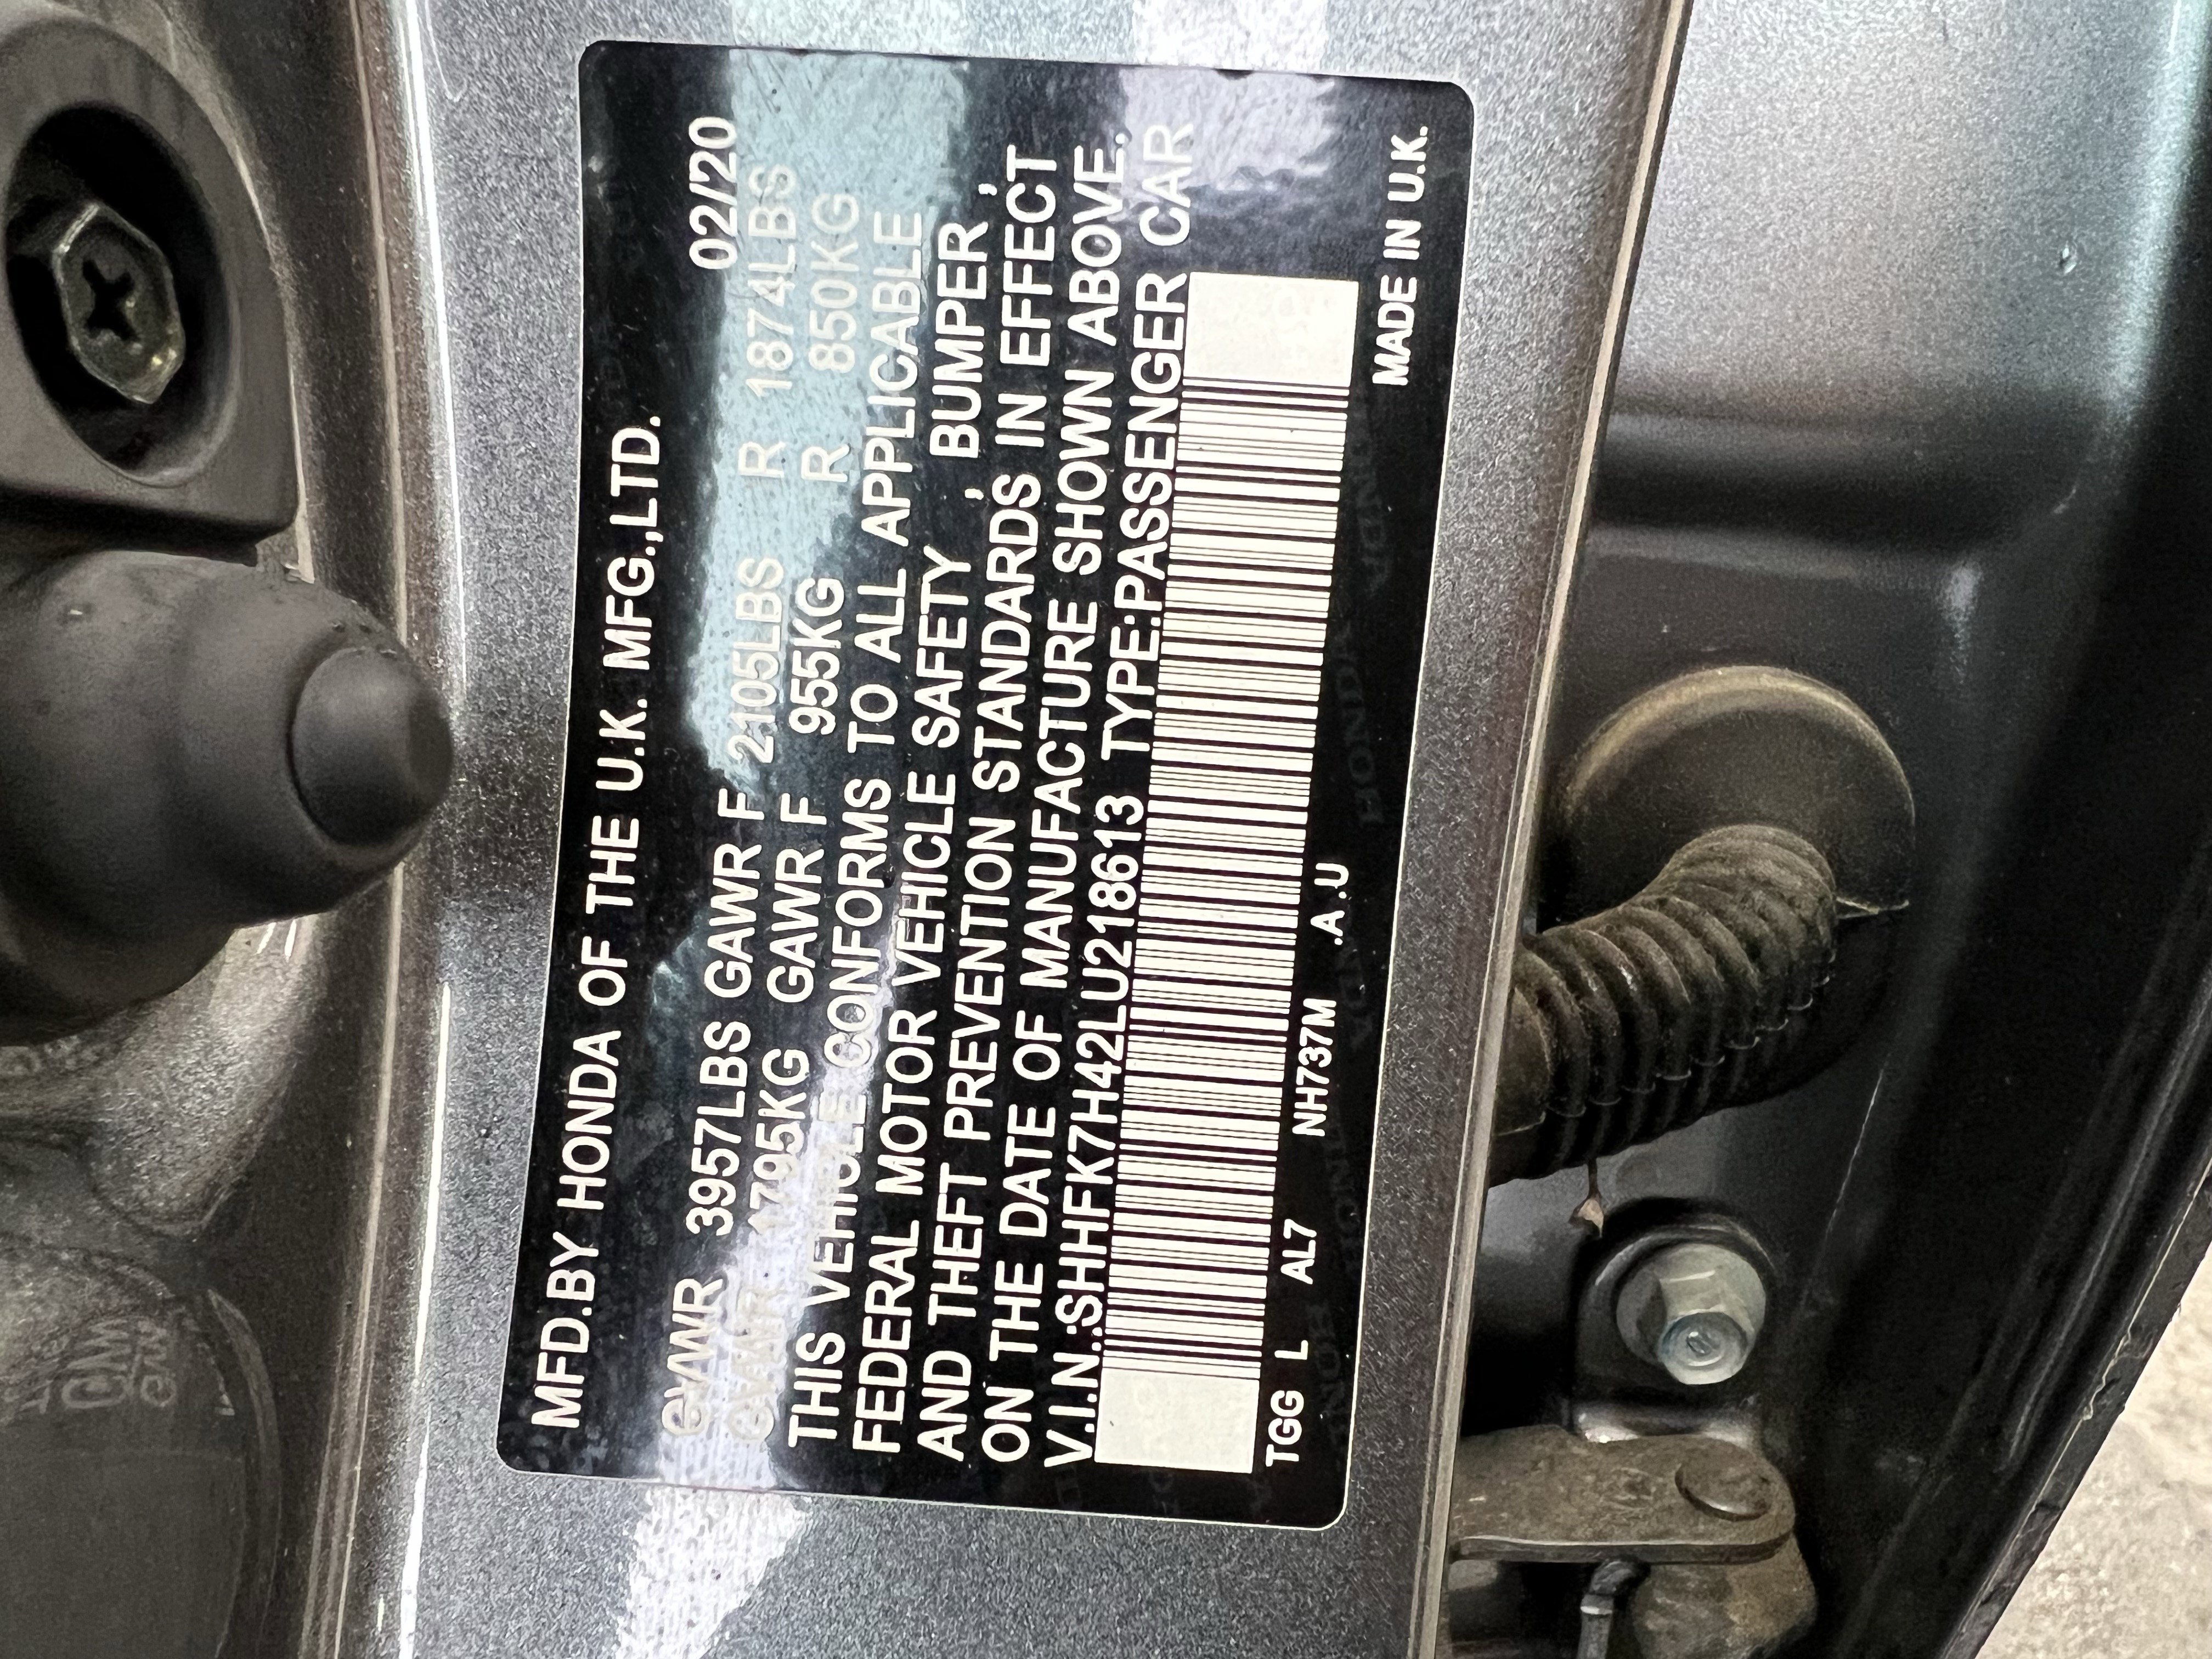 MFD.BY HONDA OF THE U.K. MFG.,LTD.
02/20
GVWR 3957LBS GAWR F 2105LBS R 1874LBS
GVWR 1795KG GAWR F 955KG R 850KG
THIS VEHICLE CONFORMS TO ALL APPLICABLE
FEDERAL MOTOR VEHICLE SAFETY , BUMPER ,
AND THEFT PREVENTION STANDARDS IN EFFECT
ON THE DATE OF MANUFACTURE SHOWN ABOVE.
V.I.N.:SHHFK7H42LU218613 TYPE:PASSENGER CAR
TGG L AL7 NH737M .A.U
MADE IN U.K.